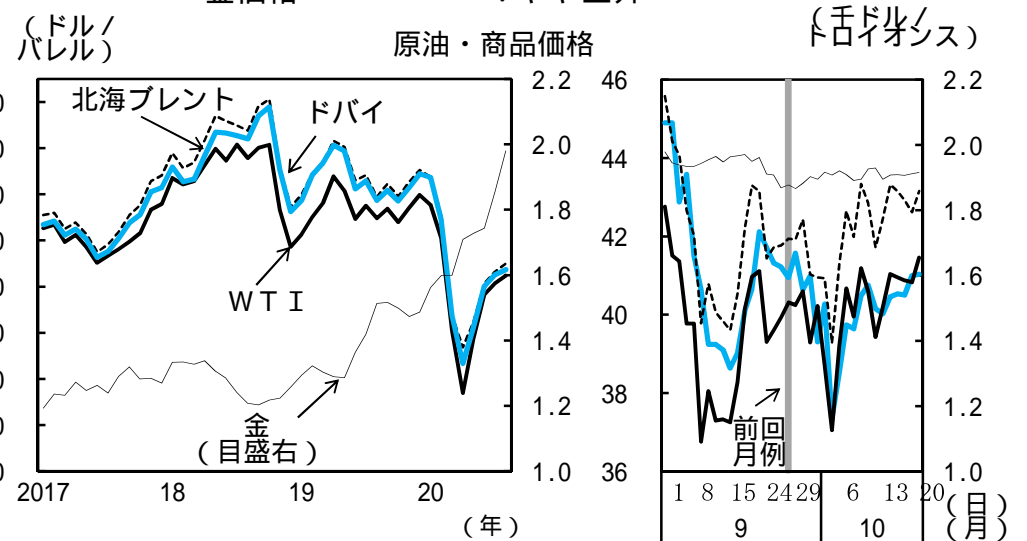 (ドル/
バレル)
原油・商品価格
(千ドル/
トロイオンス)
2.2
2.0
1.8
1.6
1.4
1.2
1.0
46
44
42
40
38
36
2.2
2.0
1.8
1.6
1.4
1.2
1.0
北海ブレント
ドバイ
WTI
金
(目盛右)
前回
月例
2017 18 19 20
(年)
1 8 15 24 29 6 13 20
(日)
9 10
(月)